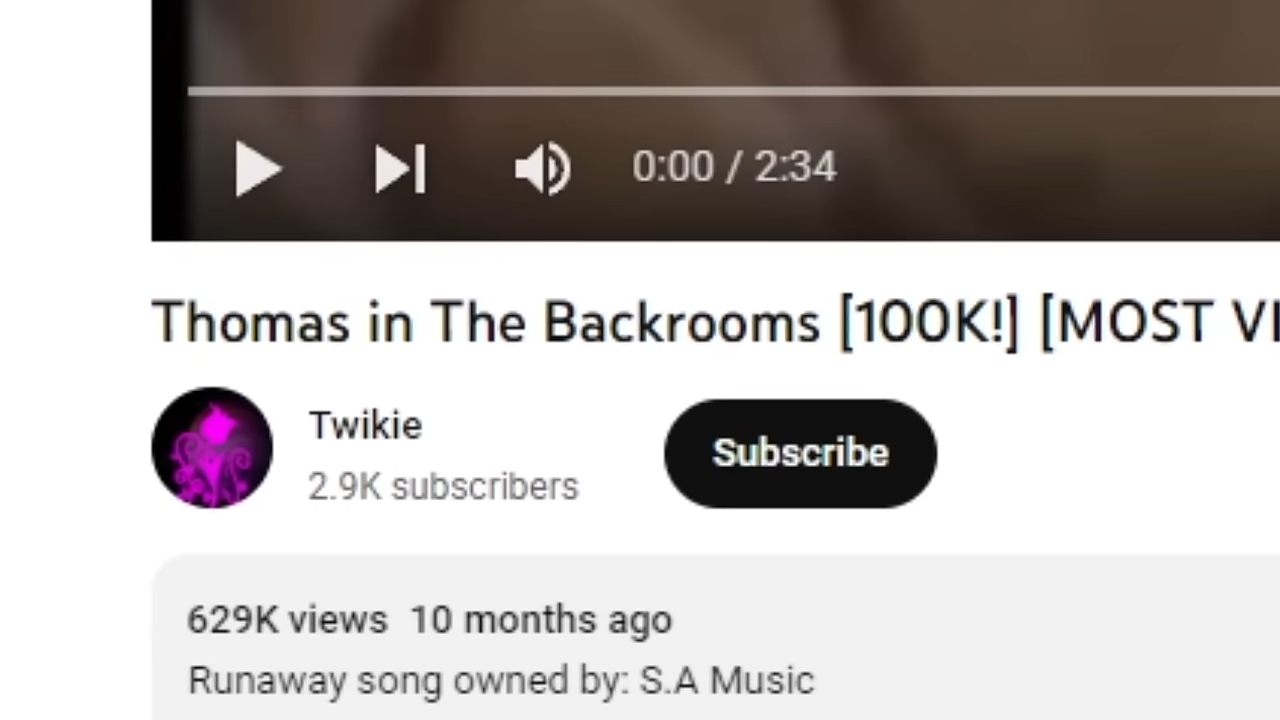 0:00 / 2:34
Thomas in The Backrooms [100K!] [MOST VI
Twikie
Subscribe
2.9K subscribers
629K views 10 months ago
Runaway song owned by: S.A Music